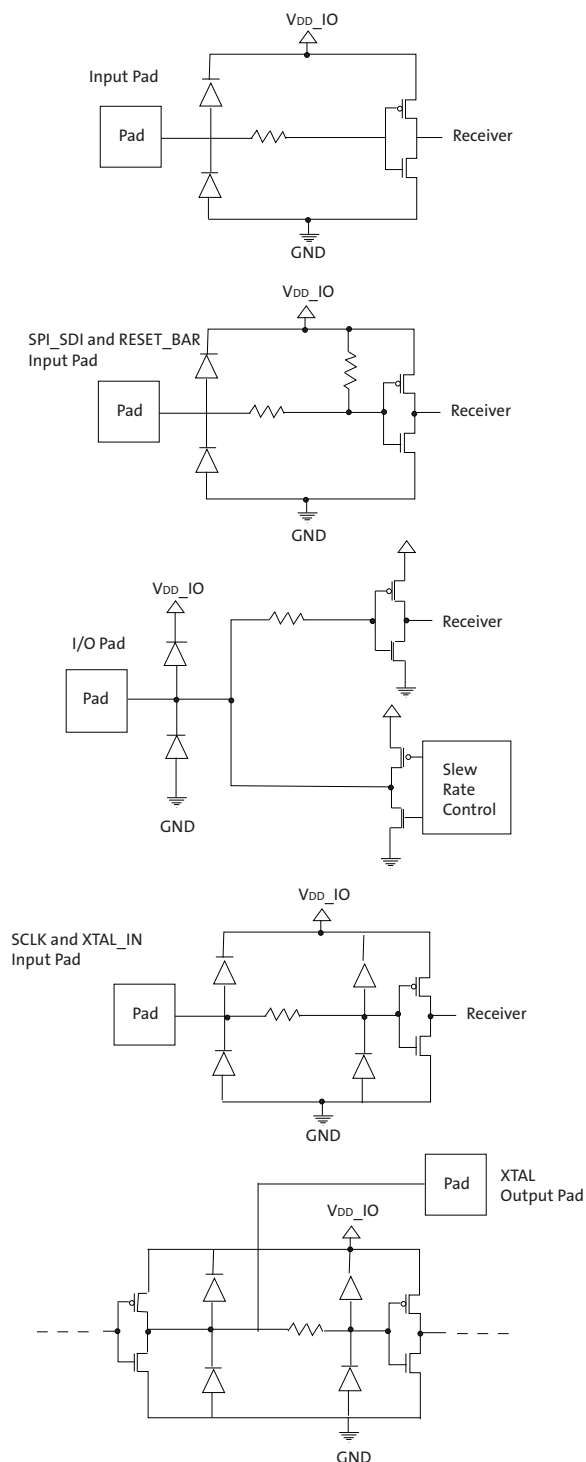 VDD_IO
Input Pad
Pad
Receiver
GND
VDD_IO
SPI_SDI and RESET_BAR
Input Pad
Pad
Receiver
GND
VDD_IO
I/O Pad
Pad
Receiver
Slew
Rate
Control
GND
VDD_IO
SCLK and XTAL_IN
Input Pad
Pad
Receiver
GND
Pad
XTAL
Output Pad
VDD_IO
GND